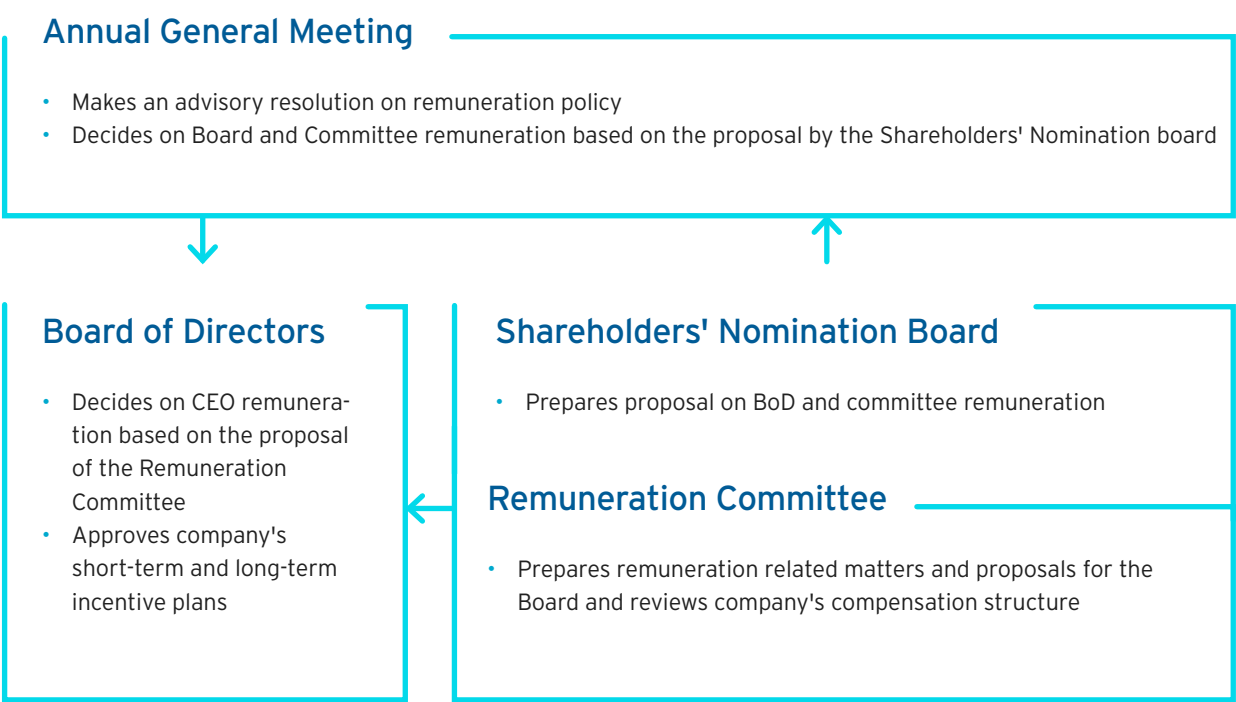 Annual General Meeting
• Makes an advisory resolution on remuneration policy
• Decides on Board and Committee remuneration based on the proposal by the Shareholders' Nomination board
Board of Directors
• Decides on CEO remunera-
tion based on the proposal
of the Remuneration
Committee
• Approves company's
short-term and long-term
incentive plans
Shareholders' Nomination Board
• Prepares proposal on BoD and committee remuneration
Remuneration Committee
• Prepares remuneration related matters and proposals for the
Board and reviews company's compensation structure